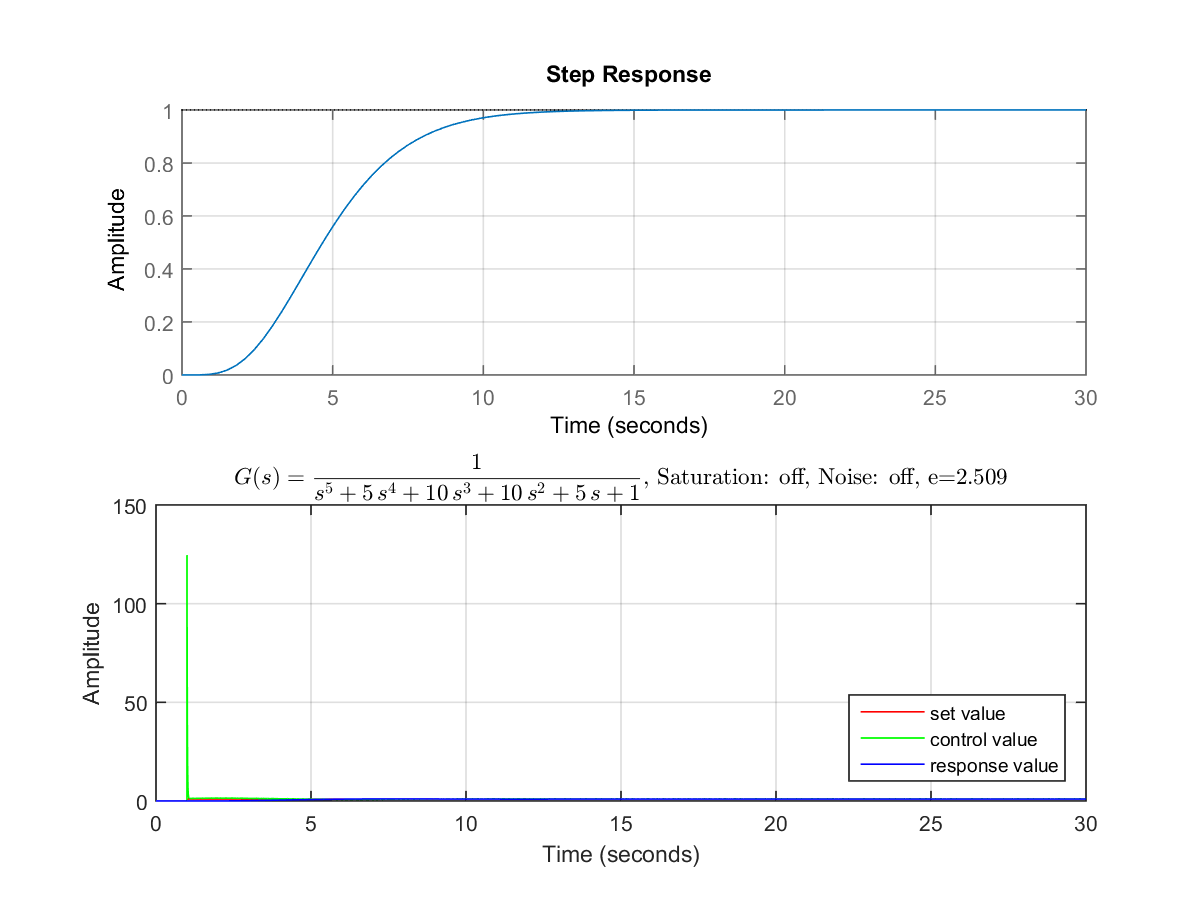 Step Response
Amplitude
1
0.8
0.6
0.4
0.2
0
0 5 10 15 20 25 30
Time (seconds)
G(s) = 1 / (s^5 + 5 s^4 + 10 s^3 + 10 s^2 + 5 s + 1), Saturation: off, Noise: off, e=2.509
Amplitude
150
100
50
0
set value
control value
response value
0 5 10 15 20 25 30
Time (seconds)